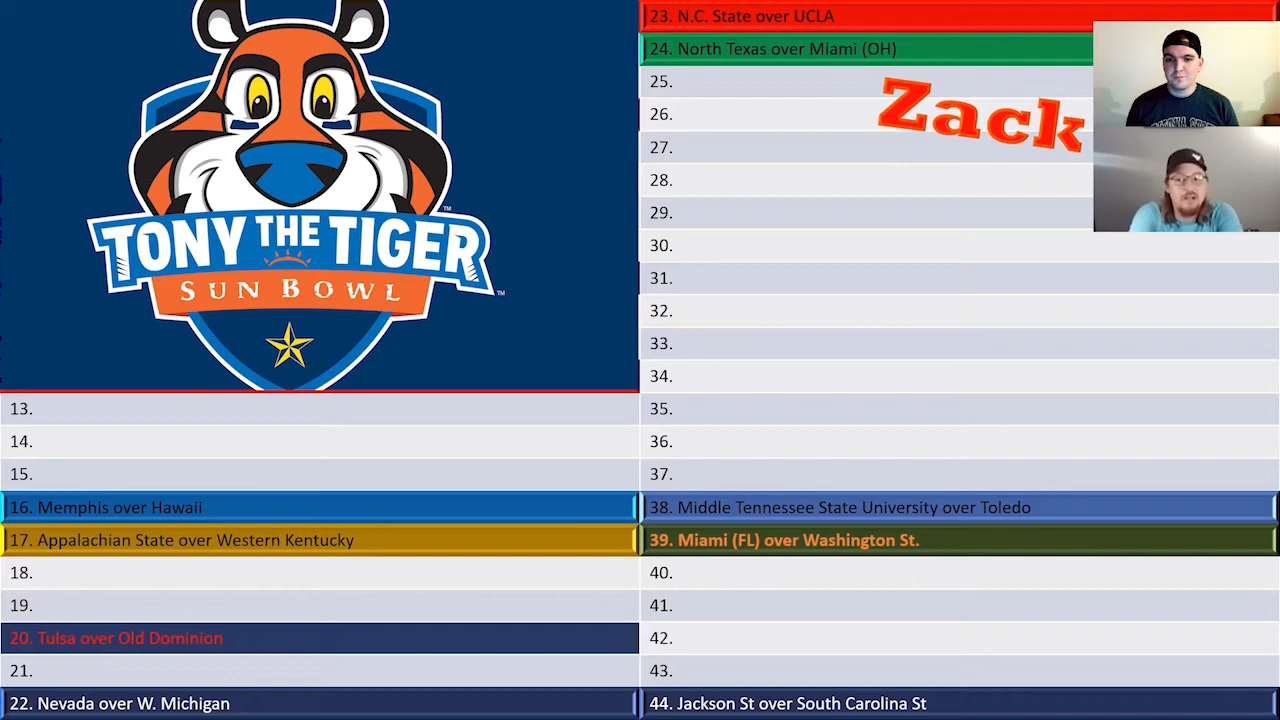 TONY THE TIGER
™
SUN BOWL
™
13.
14.
15.
16. Memphis over Hawaii
17. Appalachian State over Western Kentucky
18.
19.
20. Tulsa over Old Dominion
21.
22. Nevada over W. Michigan
23. N.C. State over UCLA
24. North Texas over Miami (OH)
25.
26.
27.
28.
29.
30.
31.
32.
33.
34.
35.
36.
37.
38. Middle Tennessee State University over Toledo
39. Miami (FL) over Washington St.
40.
41.
42.
43.
44. Jackson St over South Carolina St
Zack